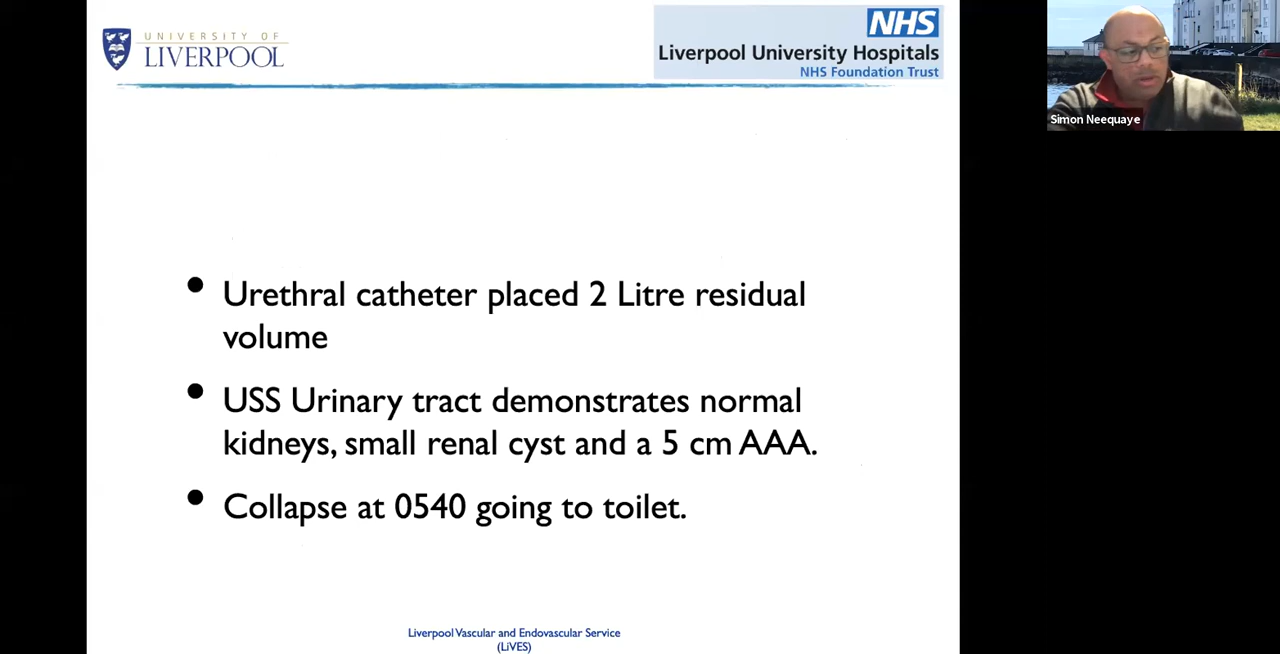 UNIVERSITY OF
LIVERPOOL
NHS
Liverpool University Hospitals
NHS Foundation Trust
Simon Neequaye
• Urethral catheter placed 2 Litre residual
volume
• USS Urinary tract demonstrates normal
kidneys, small renal cyst and a 5 cm AAA.
• Collapse at 0540 going to toilet.
Liverpool Vascular and Endovascular Service
(LiVES)